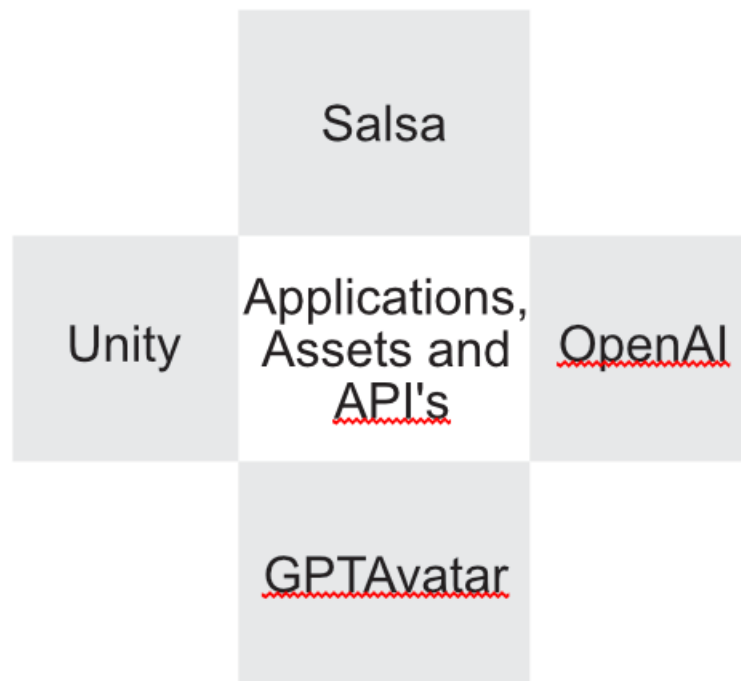 Salsa
Unity
Applications,
Assets and
API's
OpenAI
GPTAvatar